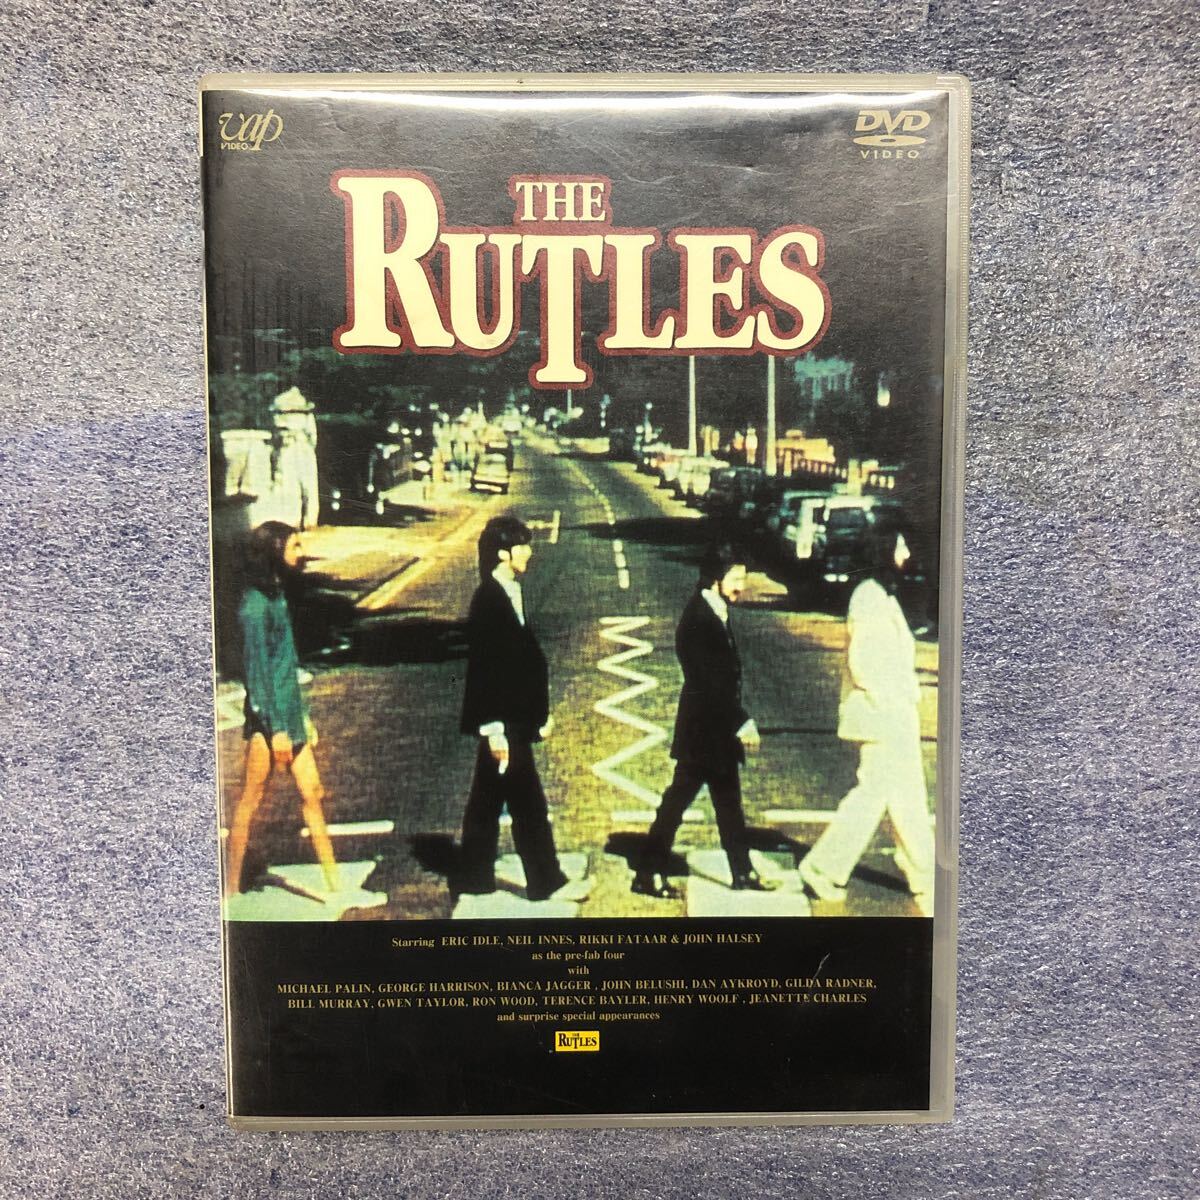 vap
VIDEO
DVD
VIDEO
THE
RUTLES
Starring ERIC IDLE, NEIL INNES, RIKKI FATAAR & JOHN HALSEY
as the pre-fab four
with
MICHAEL PALIN, GEORGE HARRISON, BIANCA JAGGER , JOHN BELUSHI, DAN AYKROYD, GILDA RADNER,
BILL MURRAY, GWEN TAYLOR, RON WOOD, TERENCE BAYLER, HENRY WOOLF , JEANETTE CHARLES
and surprise special appearances
THE
RUTLES